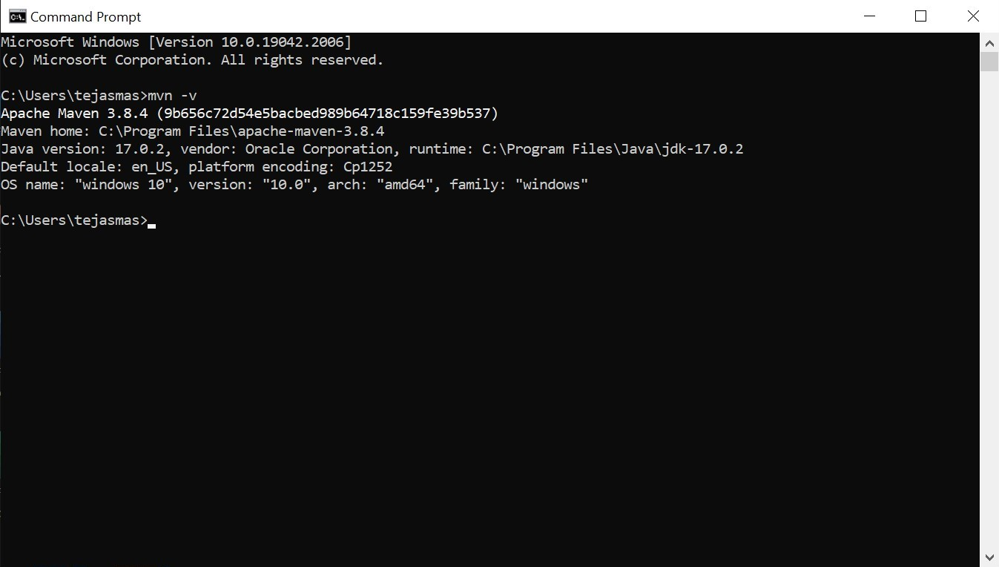 Command Prompt
Microsoft Windows [Version 10.0.19042.2006]
(c) Microsoft Corporation. All rights reserved.
C:\Users\tejasmas>mvn -v
Apache Maven 3.8.4 (9b656c72d54e5bacbed989b64718c159fe39b537)
Maven home: C:\Program Files\apache-maven-3.8.4
Java version: 17.0.2, vendor: Oracle Corporation, runtime: C:\Program Files\Java\jdk-17.0.2
Default locale: en_US, platform encoding: Cp1252
OS name: "windows 10", version: "10.0", arch: "amd64", family: "windows"
C:\Users\tejasmas>